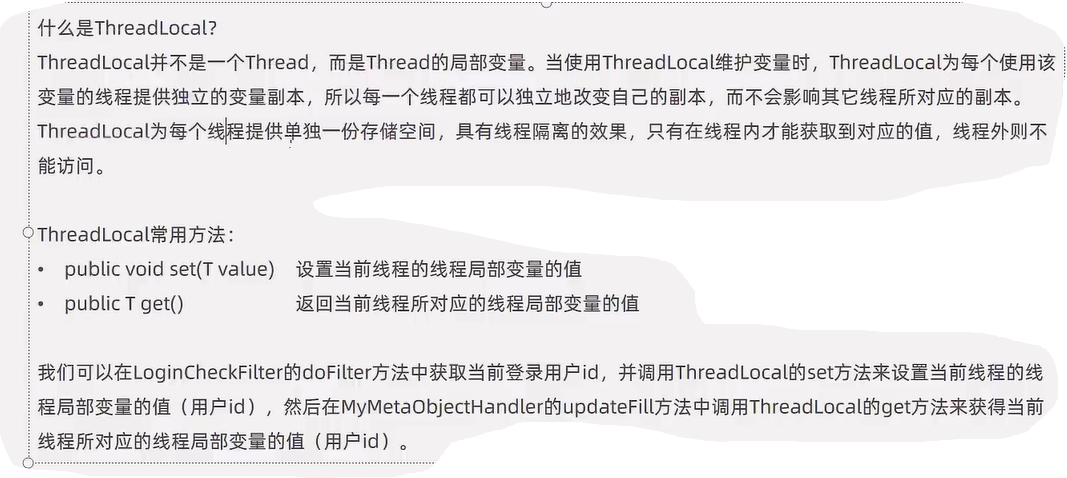 什么是ThreadLocal？
ThreadLocal并不是一个Thread，而是Thread的局部变量。当使用ThreadLocal维护变量时，ThreadLocal为每个使用该
变量的线程提供独立的变量副本，所以每一个线程都可以独立地改变自己的副本，而不会影响其它线程所对应的副本。
ThreadLocal为每个线程提供单独一份存储空间，具有线程隔离的效果，只有在线程内才能获取到对应的值，线程外则不
能访问。
ThreadLocal常用方法：
• public void set(T value) 设置当前线程的线程局部变量的值
• public T get() 返回当前线程所对应的线程局部变量的值
我们可以在LoginCheckFilter的doFilter方法中获取当前登录用户id，并调用ThreadLocal的set方法来设置当前线程的线
程局部变量的值（用户id），然后在MyMetaObjectHandler的updateFill方法中调用ThreadLocal的get方法来获得当前
线程所对应的线程局部变量的值（用户id）。